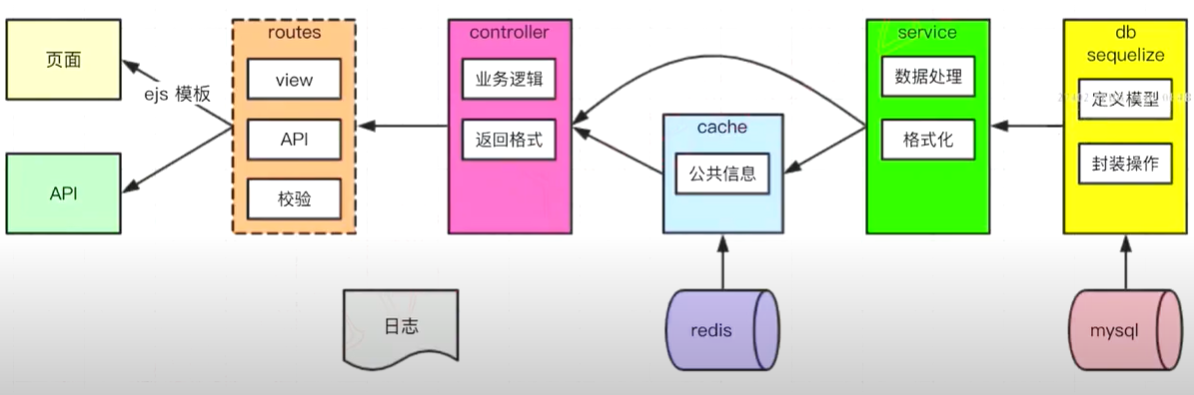 页面
ejs 模板
API
routes
view
API
校验
controller
业务逻辑
返回格式
cache
公共信息
service
数据处理
格式化
db
sequelize
定义模型
封装操作
日志
redis
mysql